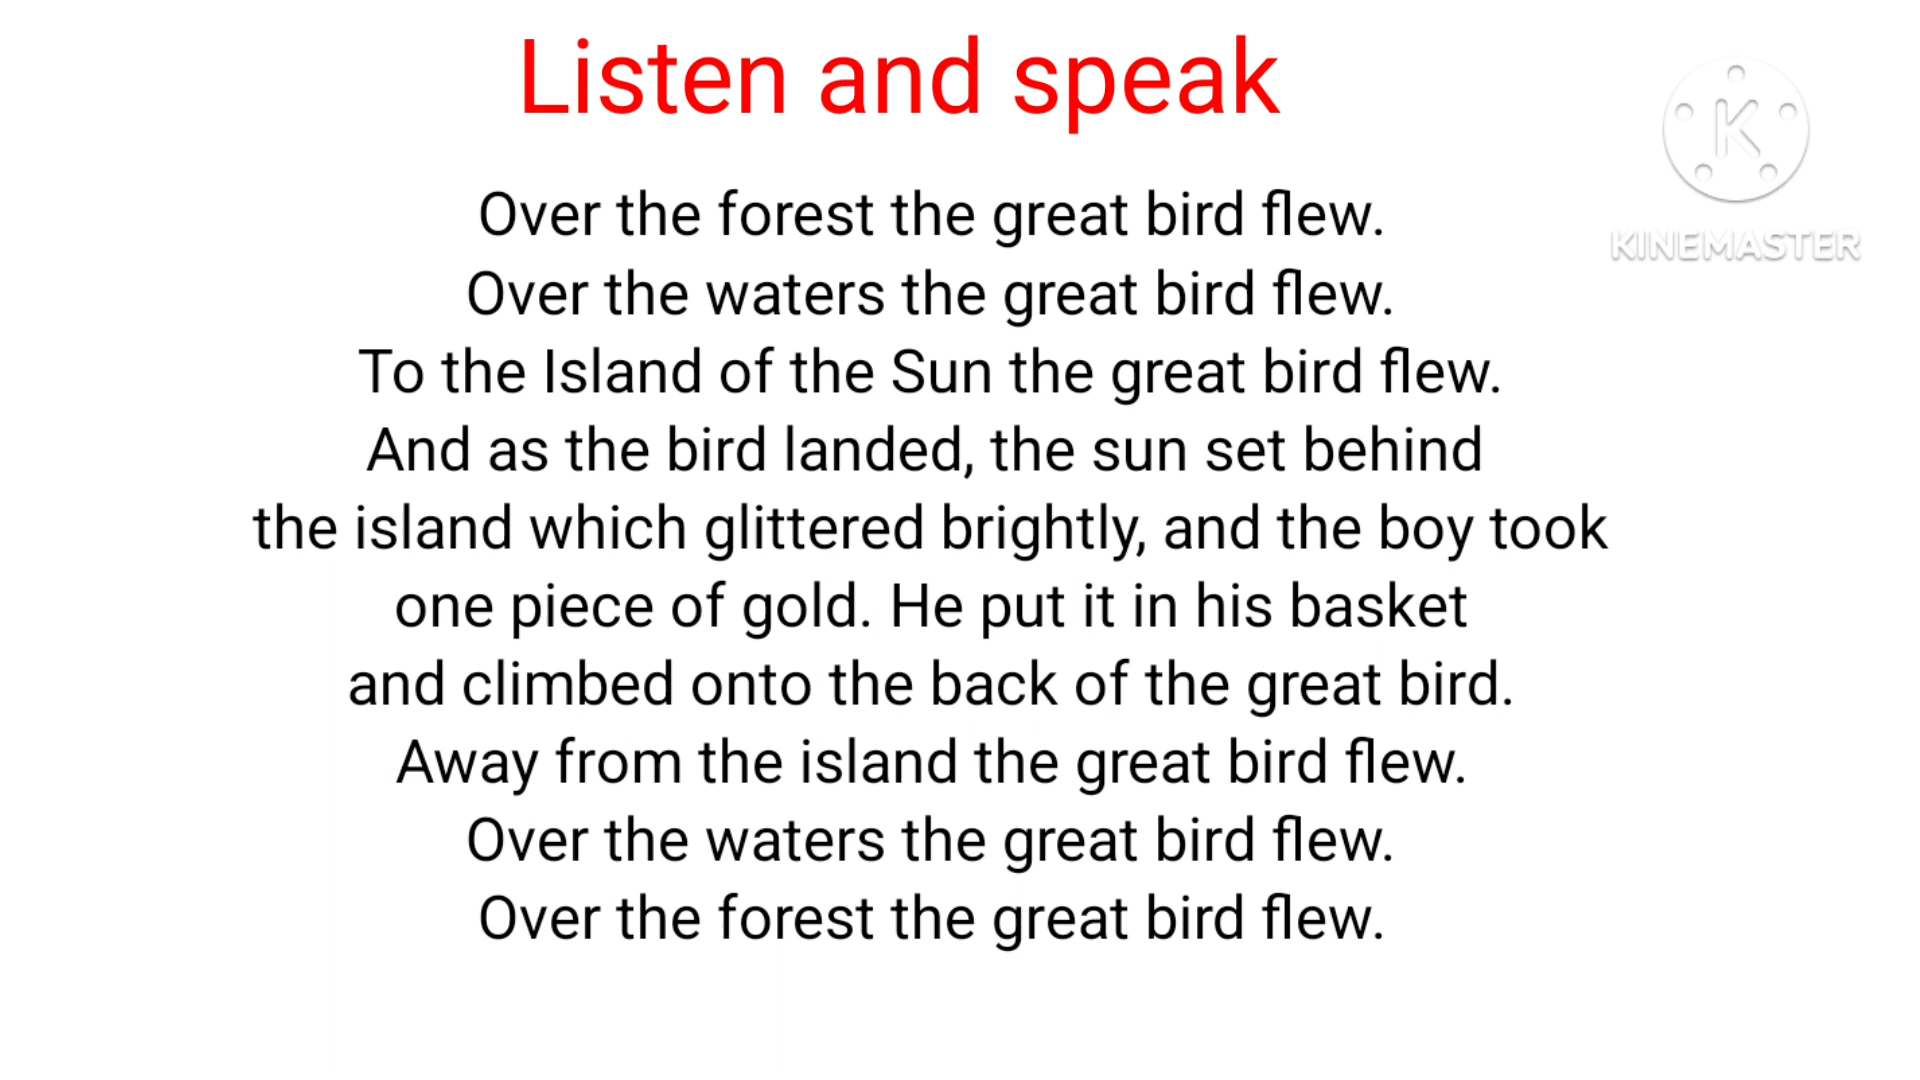 Listen and speak
K
KINEMASTER
Over the forest the great bird flew.
Over the waters the great bird flew.
To the Island of the Sun the great bird flew.
And as the bird landed, the sun set behind
the island which glittered brightly, and the boy took
one piece of gold. He put it in his basket
and climbed onto the back of the great bird.
Away from the island the great bird flew.
Over the waters the great bird flew.
Over the forest the great bird flew.